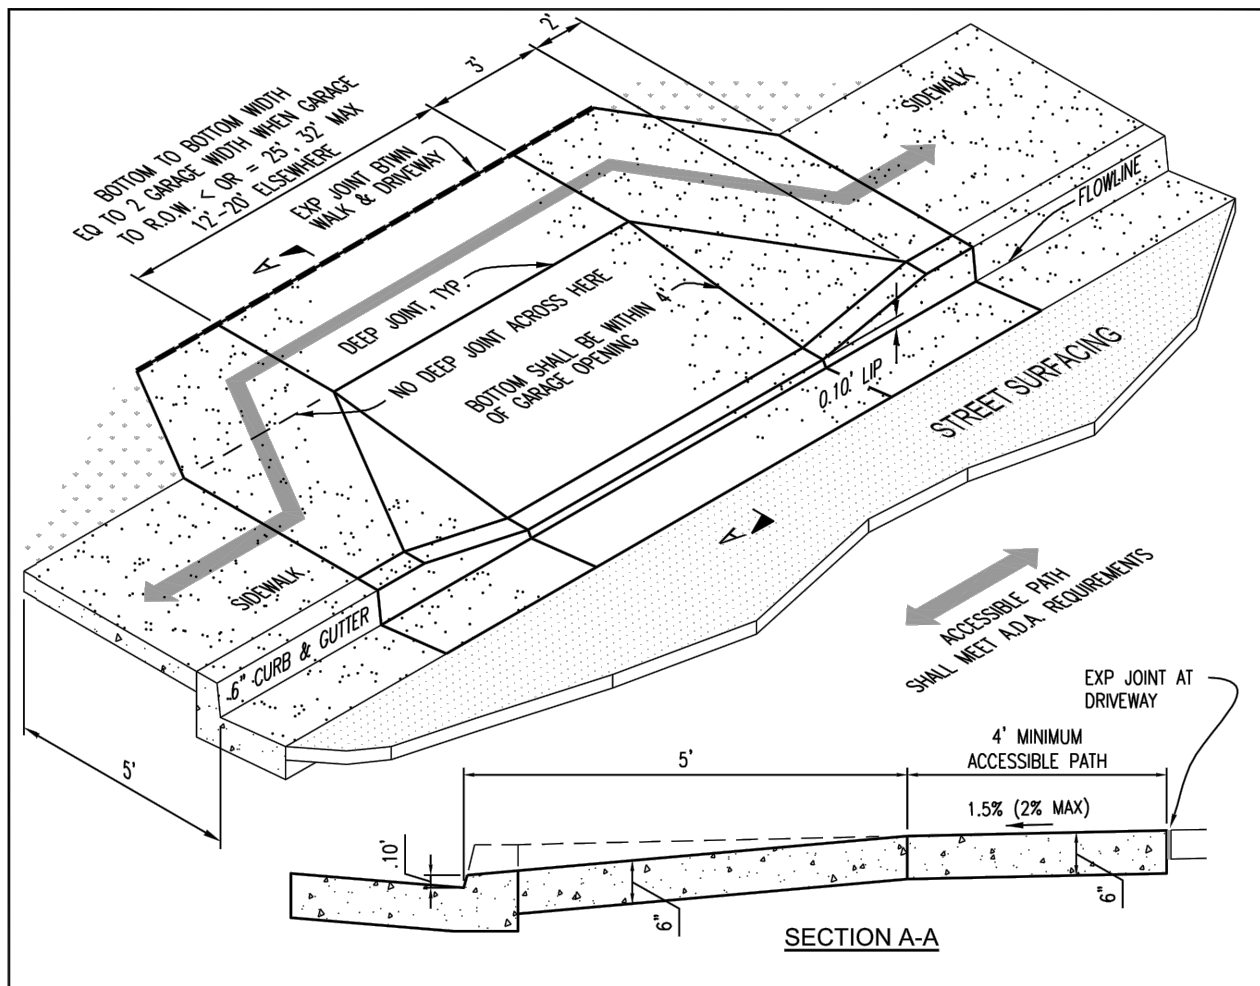 2'
3'
BOTTOM TO BOTTOM WIDTH
EQ TO 2 GARAGE WIDTH WHEN GARAGE
TO R.O.W. < OR = 25', 32' MAX
12'-20' ELSEWHERE
EXP JOINT BTWN
WALK & DRIVEWAY
SIDEWALK
FLOWLINE
A
DEEP JOINT, TYP
NO DEEP JOINT ACROSS HERE
BOTTOM SHALL BE WITHIN 4'
OF GARAGE OPENING
0.10' LIP
STREET SURFACING
A
SIDEWALK
6" CURB & GUTTER
5'
ACCESSIBLE PATH
SHALL MEET A.D.A. REQUIREMENTS
EXP JOINT AT
DRIVEWAY
5'
4' MINIMUM
ACCESSIBLE PATH
1.5% (2% MAX)
.10'
6"
6"
SECTION A-A